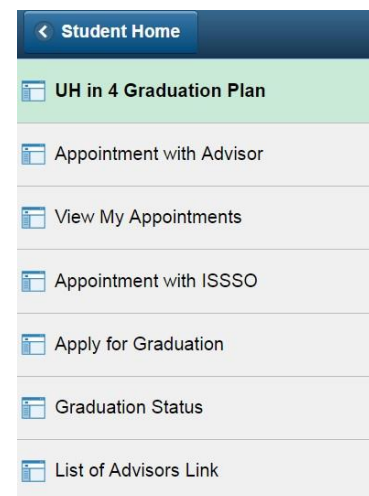 Student Home
UH in 4 Graduation Plan
Appointment with Advisor
View My Appointments
Appointment with ISSSO
Apply for Graduation
Graduation Status
List of Advisors Link